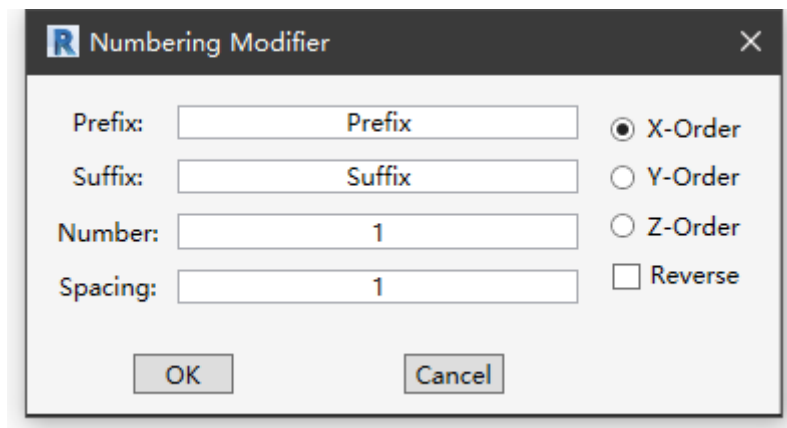 R Numbering Modifier
Prefix: Prefix X-Order
Suffix: Suffix Y-Order
Number: 1 Z-Order
Spacing: 1 Reverse
OK Cancel